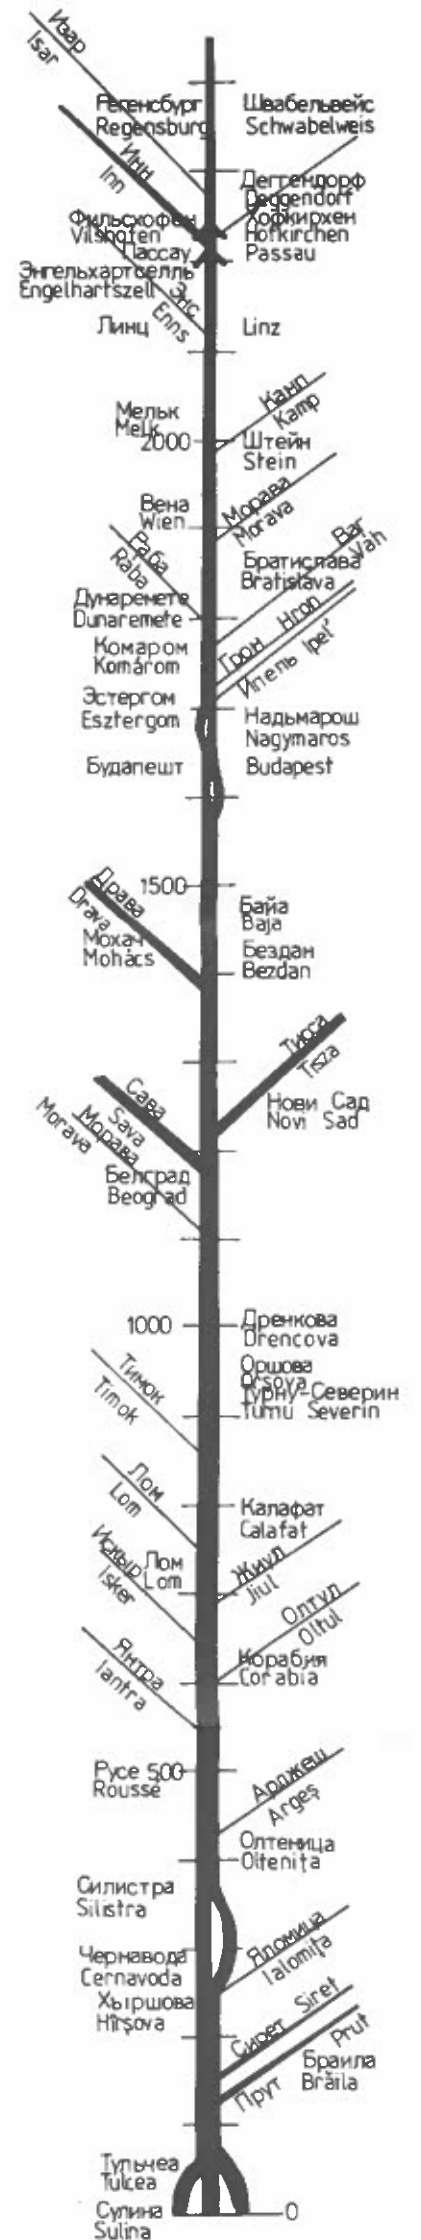 Изар
Isar
Регенсбург
Regensburg
Швабельвейс
Schwabelweis
Инн
Inn
Деггендорф
Deggendorf
Фильсхофен
Vilshofen
Хофкирхен
Hofkirchen
Пассау
Passau
Энгельхартсцелль
Engelhartszell
Энс
Enns
Линц
Linz
Камп
Kamp
Мельк
Melk
2000
Штейн
Stein
Вена
Wien
Морава
Morava
Раба
Raba
Ваг
Váh
Братислава
Bratislava
Дунаремете
Dunaremete
Грон Hron
Комаром
Komárom
Ипель Ipel'
Эстергом
Esztergom
Надьмарош
Nagymaros
Будапешт
Budapest
1500
Драва
Drava
Байа
Baja
Мохач
Mohács
Бездан
Bezdan
Тисса
Tisza
Сава
Sava
Нови Сад
Novi Sad
Морава
Morava
Белград
Beograd
1000
Дренкова
Drencova
Оршова
Orşova
Турну-Северин
Turnu Severin
Тимок
Timok
Лом
Lom
Калафат
Calafat
Искыр
Isker
Лом
Lom
Жиул
Jiul
Олтул
Oltul
Янтра
Iantra
Корабия
Corabia
Русе 500
Roussé
Арджеш
Argeş
Олтеница
Olteniţa
Силистра
Silistra
Яломица
Ialomiţa
Чернавода
Cernavoda
Хыршова
Hîrşova
Сирет Siret
Прут Prut
Браила
Brăila
Тульчеа
Tulcea
Сулина
Sulina
0